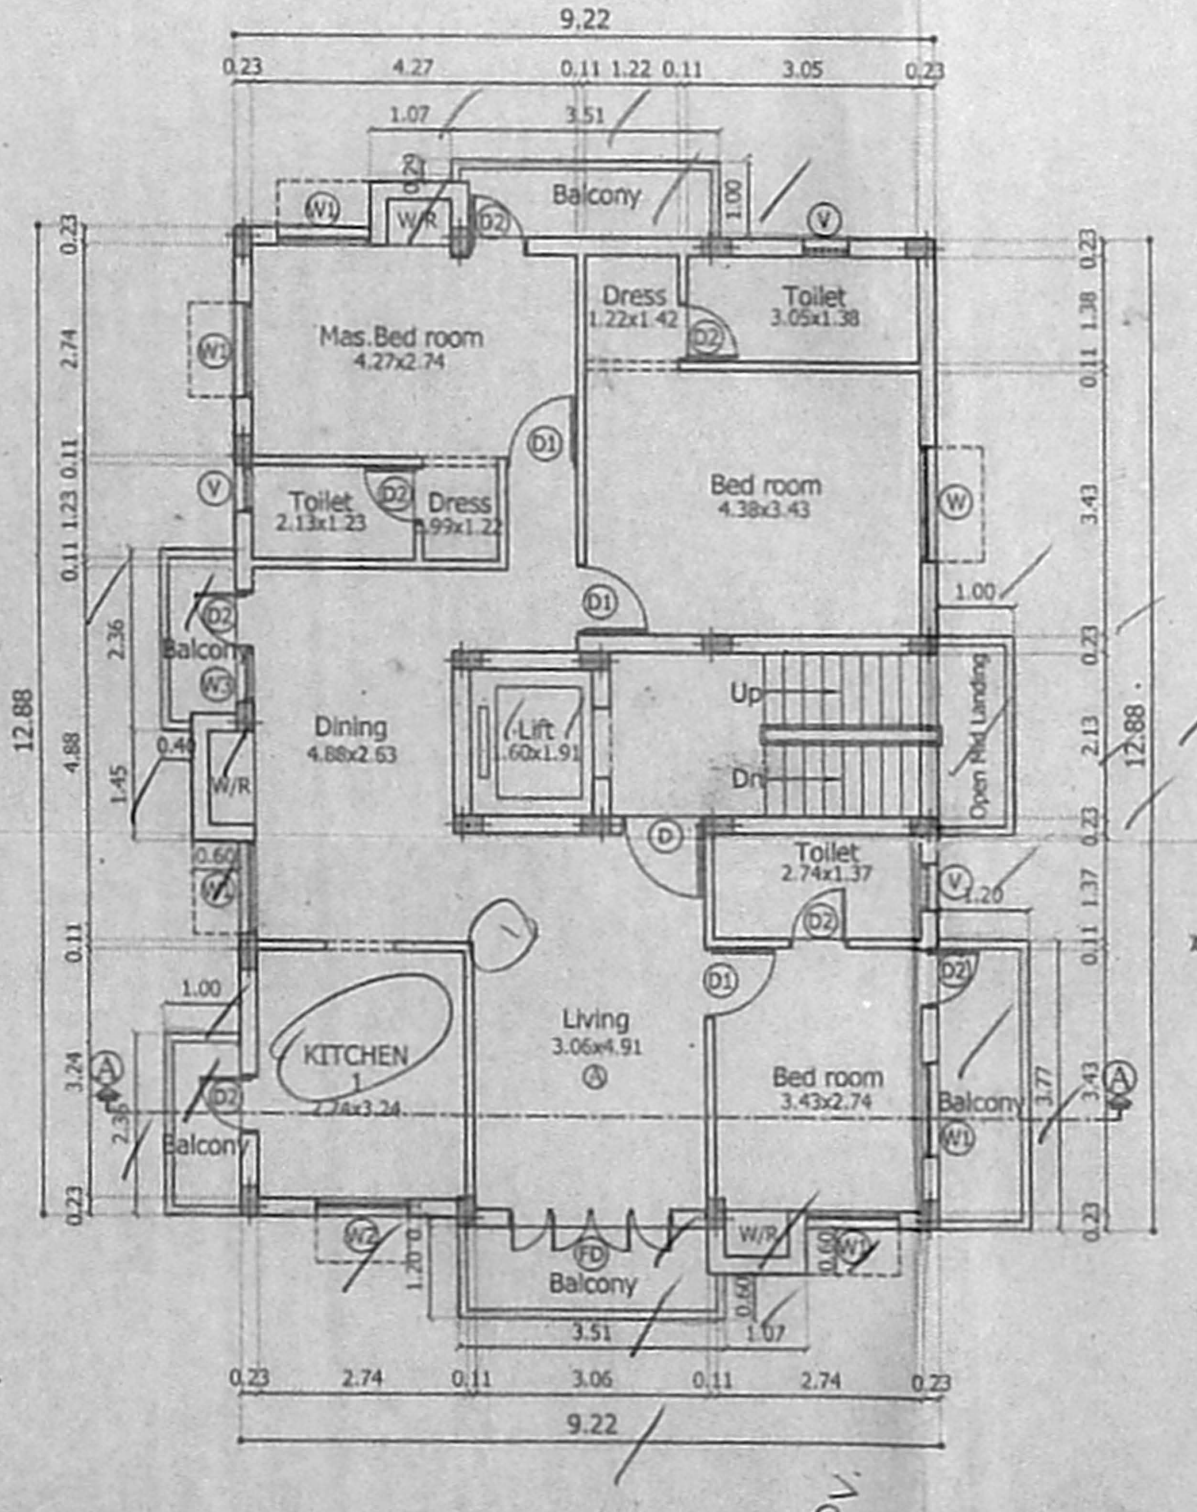 9.22
0.23 4.27 0.11 1.22 0.11 3.05 0.23
1.07 3.51
0.23
Balcony
1.00
W1
W/R
D2
V
0.23
0.23
Dress
1.22x1.42
Toilet
3.05x1.38
1.38
Mas.Bed room
4.27x2.74
W1
2.74
D2
0.11
D1
0.11
V
Toilet
2.13x1.23
D2
Dress
.99x1.22
1.23
Bed room
4.38x3.43
W
3.43
0.11
D1
1.00
D2
Balcony
W3
2.36
0.23
Up
Open Mid Landing
12.88
4.88
Dining
4.88x2.63
Lift
1.60x1.91
2.13
12.88
0.40
1.45
W/R
Dn
0.23
D
Toilet
2.74x1.37
0.60
W1
V
1.20
1.37
D2
0.11
0.11
D1
D2
1.00
Living
3.06x4.91
A
KITCHEN
1
2.74x3.24
3.24
A
Bed room
3.43x2.74
3.77
3.43
A
D2
Balcony
W1
Balcony
0.23
0.23
W2
1.20
FD
Balcony
W/R
0.60
W1
0.60
3.51 1.07
0.23 2.74 0.11 3.06 0.11 2.74 0.23
9.22